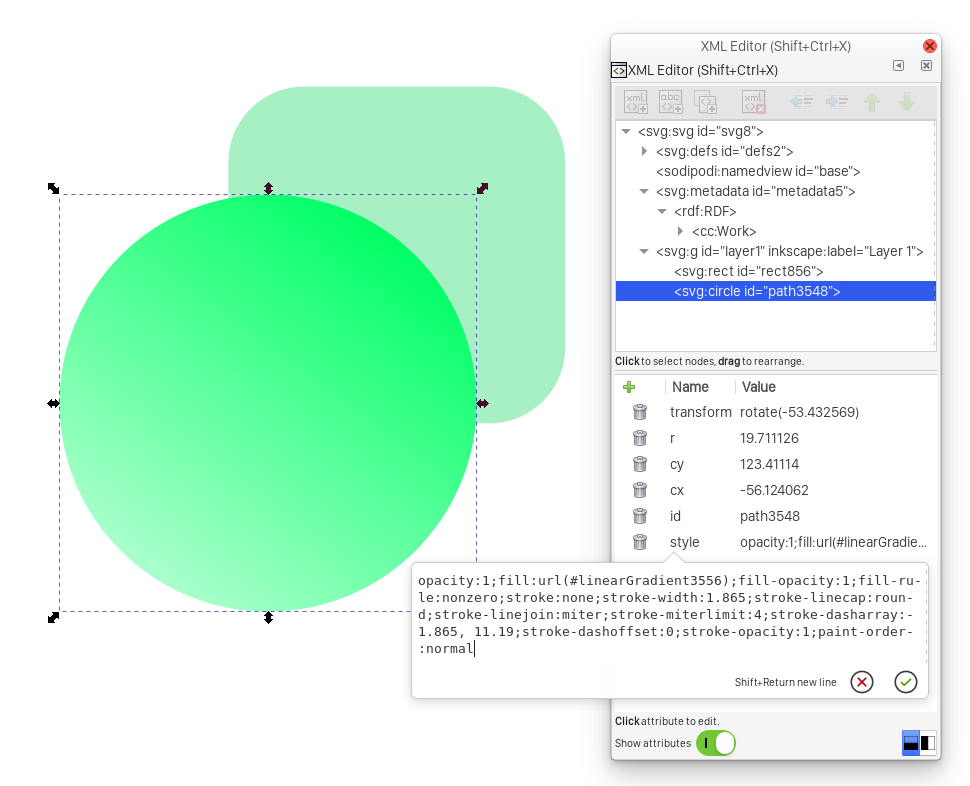 XML Editor (Shift+Ctrl+X)
XML Editor (Shift+Ctrl+X)
<svg:svg id="svg8">
<svg:defs id="defs2">
<sodipodi:namedview id="base">
<svg:metadata id="metadata5">
<rdf:RDF>
<cc:Work>
<svg:g id="layer1" inkscape:label="Layer 1">
<svg:rect id="rect856">
<svg:circle id="path3548">
Click to select nodes, drag to rearrange.
Name Value
transform rotate(-53.432569)
r 19.711126
cy 123.41114
cx -56.124062
id path3548
style opacity:1;fill:url(#linearGradie...
opacity:1;fill:url(#linearGradient3556);fill-opacity:1;fill-ru-
le:nonzero;stroke:none;stroke-width:1.865;stroke-linecap:roun-
d;stroke-linejoin:miter;stroke-miterlimit:4;stroke-dasharray:-
1.865, 11.19;stroke-dashoffset:0;stroke-opacity:1;paint-order-
:normal
Shift+Return new line
Click attribute to edit.
Show attributes